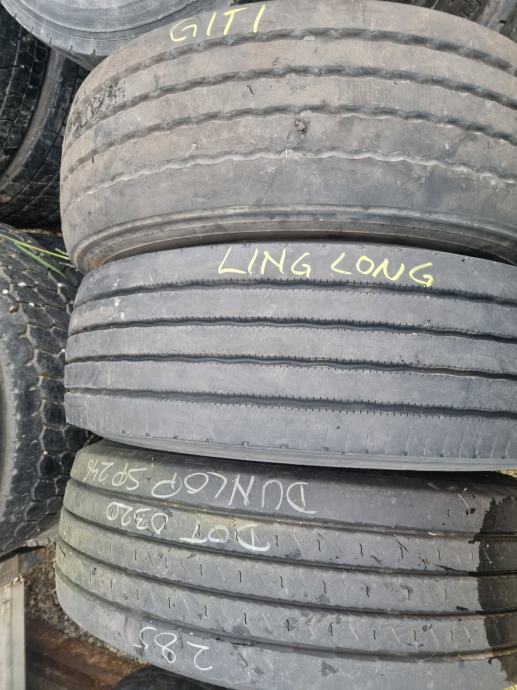 GITI
LING LONG
DUNLOP SP246
DOT 0320
285